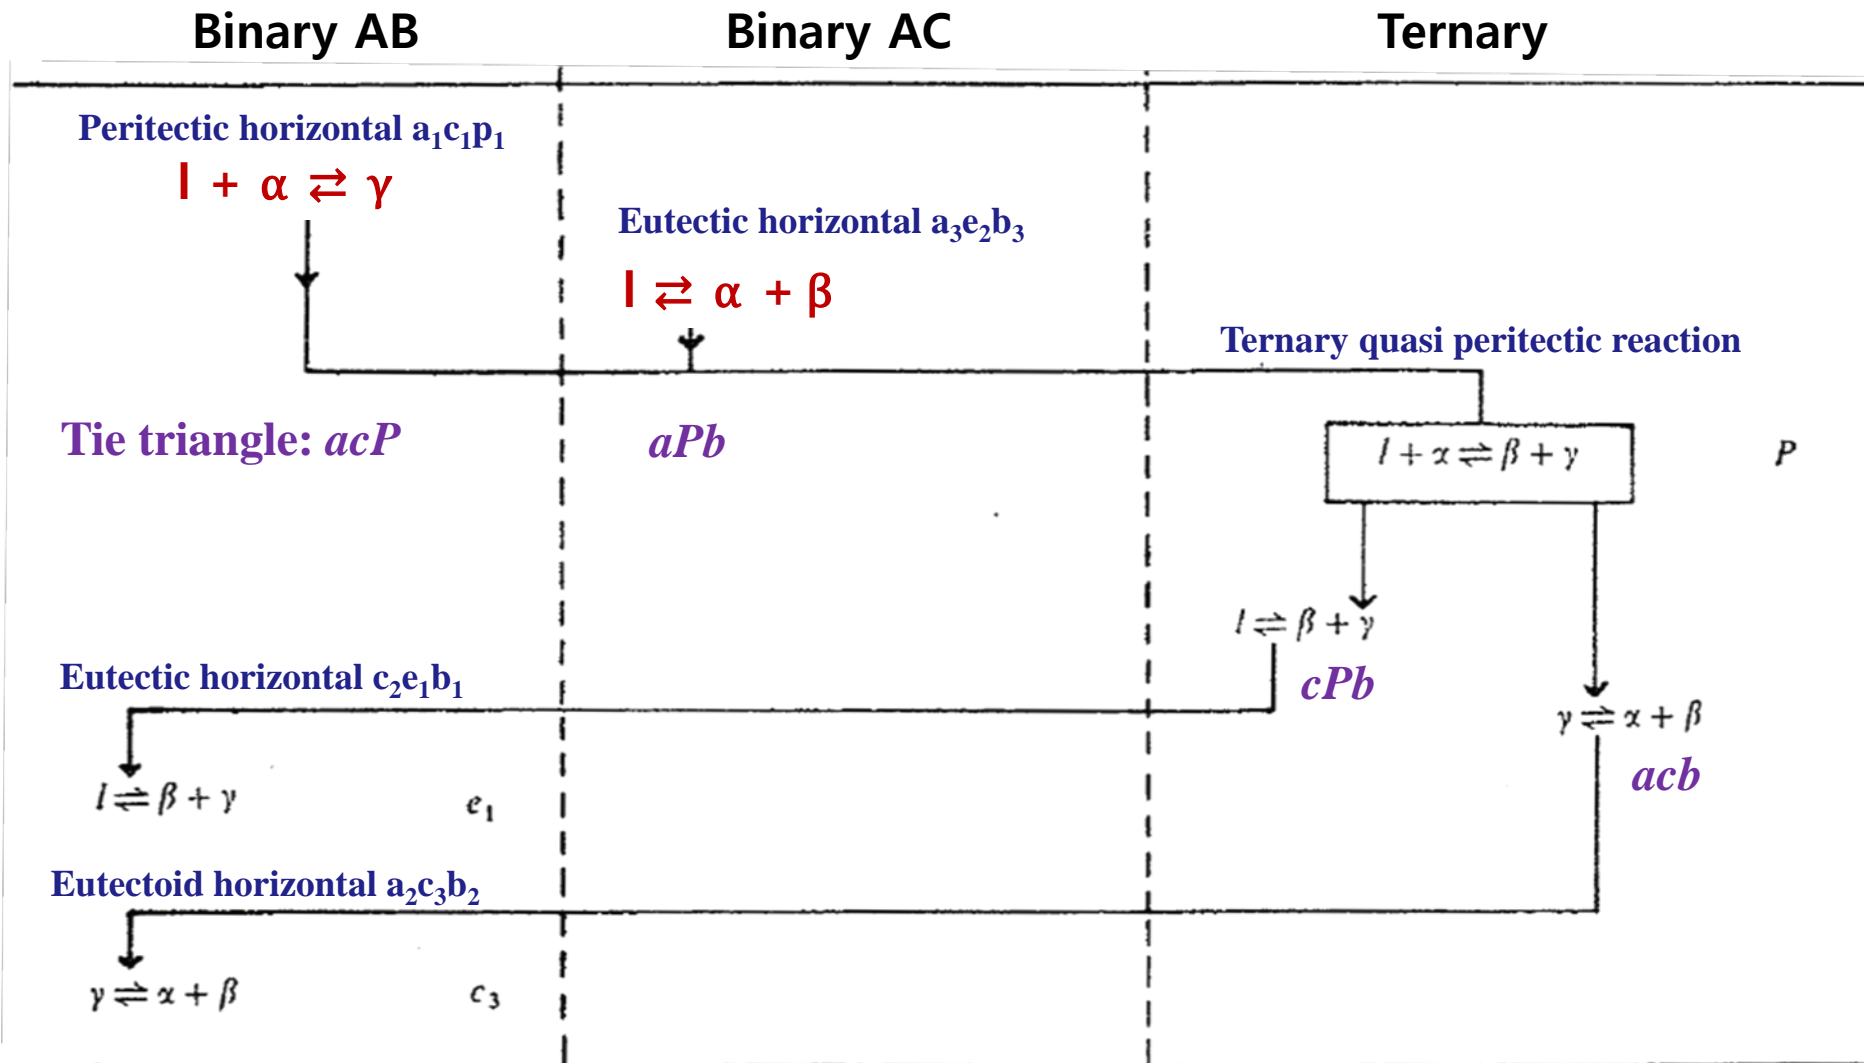 Binary AB
Binary AC
Ternary
Peritectic horizontal a₁c₁p₁
l + α ⇄ γ
Eutectic horizontal a₃e₂b₃
l ⇄ α + β
Ternary quasi peritectic reaction
Tie triangle: acP
aPb
l + α ⇌ β + γ
P
l ⇌ β + γ
cPb
Eutectic horizontal c₂e₁b₁
γ ⇌ α + β
acb
l ⇌ β + γ
e₁
Eutectoid horizontal a₂c₃b₂
γ ⇌ α + β
c₃